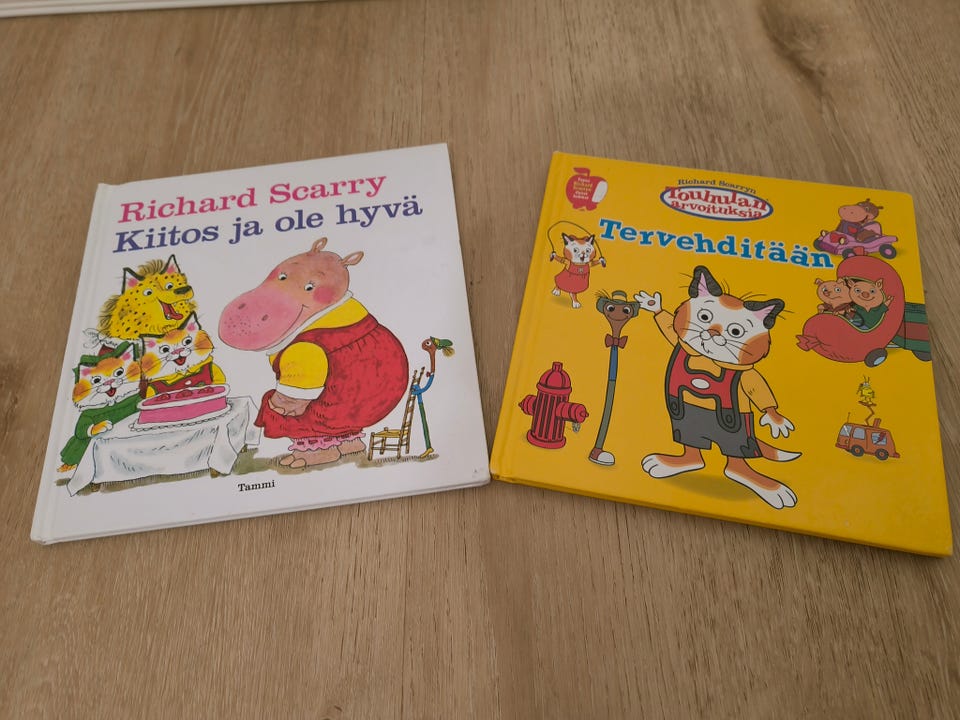 Richard Scarry
Kiitos ja ole hyvä
Tammi
Richard Scarryn
Touhulan
arvoituksia
Tervehditään